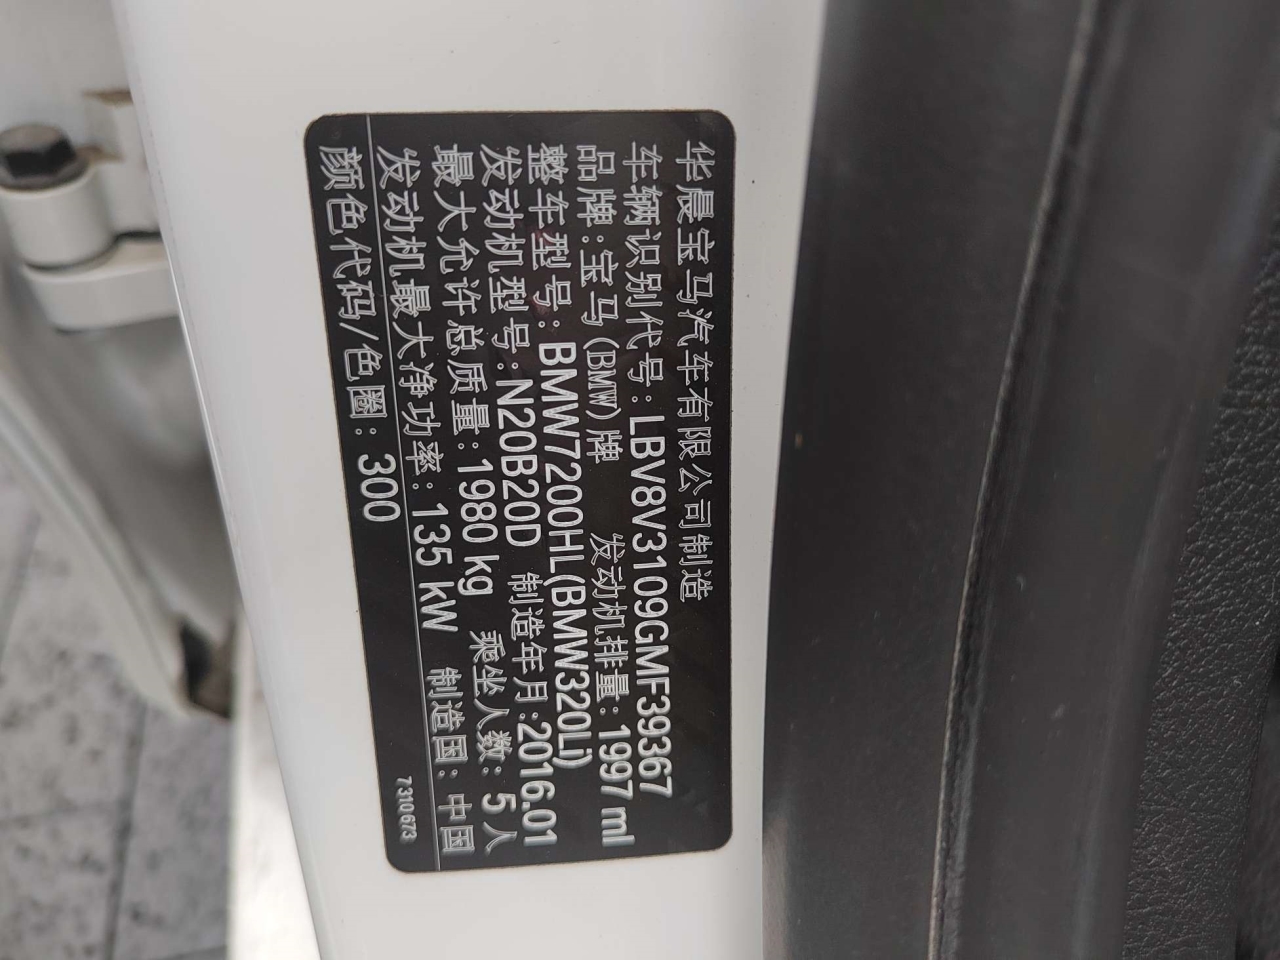 华晨宝马汽车有限公司制造
车辆识别代号:LBV8V3109GMF39367
品牌:宝马(BMW)牌 发动机排量:1997 ml
整车型号:BMW7200HL(BMW320Li)
发动机型号:N20B20D 制造年月:2016.01
最大允许总质量:1980 kg 乘坐人数:5人
发动机最大净功率:135 kW 制造国:中国
颜色代码/色圈:300
7310673